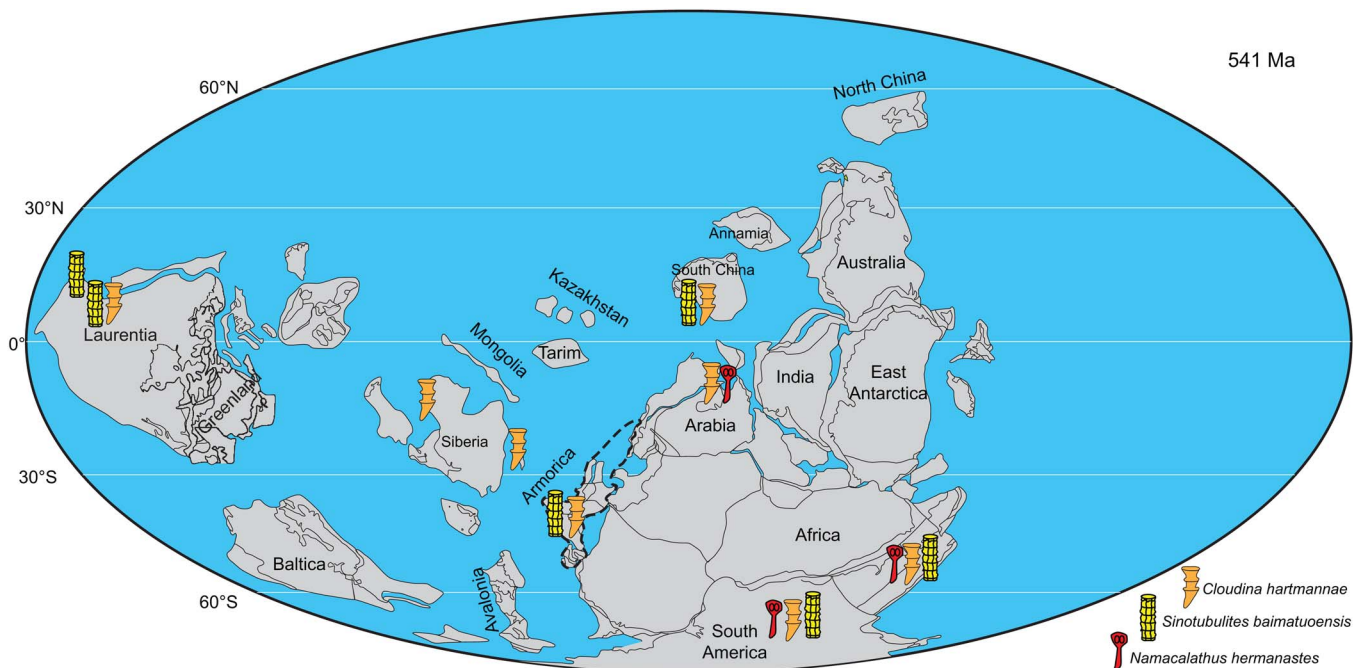 541 Ma
60°N
North China
30°N
Annamia
South China
Australia
Kazakhstan
Laurentia
0°
Mongolia
Tarim
India
East
Antarctica
Greenland
Arabia
Siberia
30°S
Armorica
Africa
Baltica
Avalonia
60°S
South
America
Cloudina hartmannae
Sinotubulites baimatuoensis
Namacalathus hermanastes